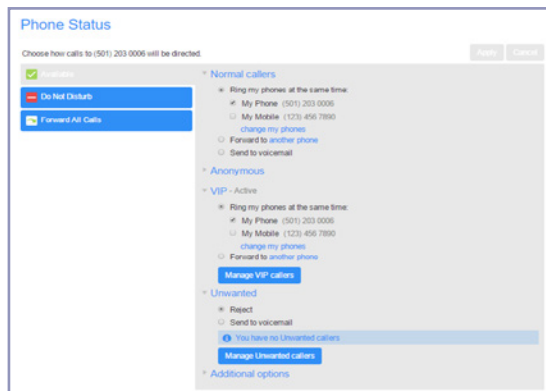 Phone Status
Choose how calls to (501) 203 0006 will be directed.
Apply Cancel
Available
Do Not Disturb
Forward All Calls
Normal callers
Ring my phones at the same time:
My Phone (501) 203 0006
My Mobile (123) 456 7890
change my phones
Forward to another phone
Send to voicemail
Anonymous
VIP - Active
Ring my phones at the same time:
My Phone (501) 203 0006
My Mobile (123) 456 7890
change my phones
Forward to another phone
Manage VIP callers
Unwanted
Reject
Send to voicemail
You have no Unwanted callers
Manage Unwanted callers
Additional options